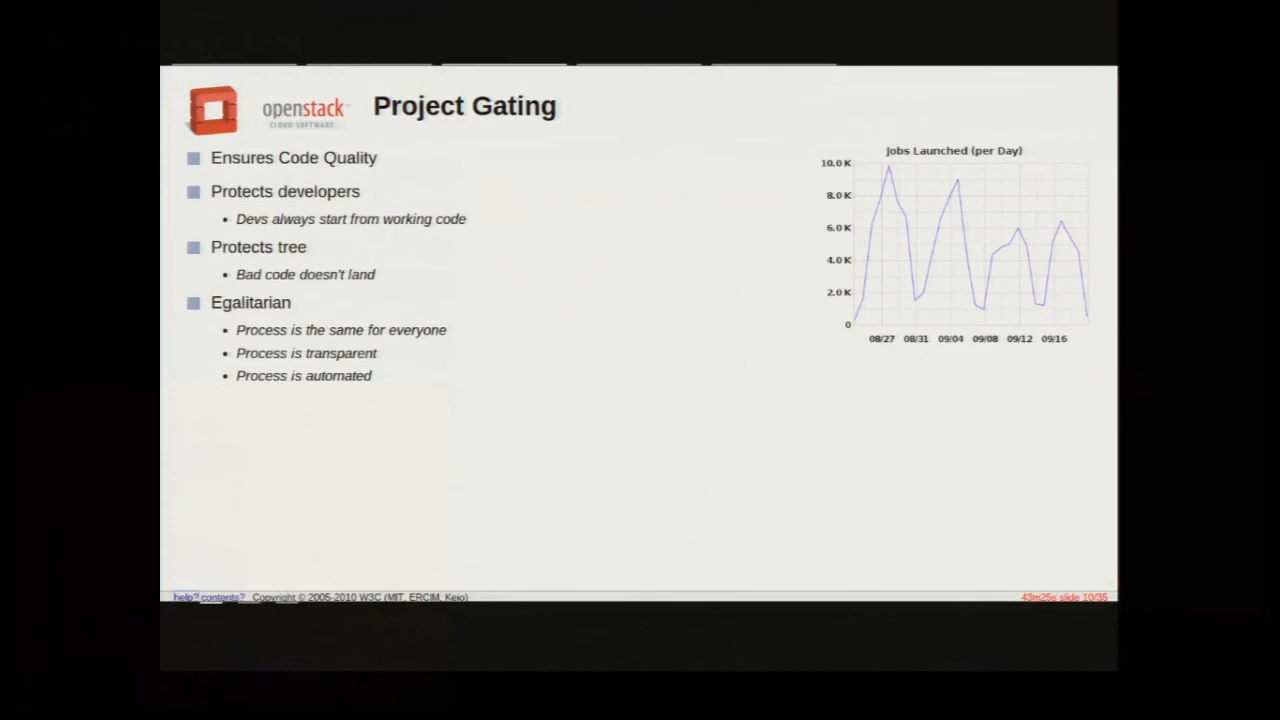 openstack
CLOUD SOFTWARE
Project Gating
Ensures Code Quality
Protects developers
Devs always start from working code
Protects tree
Bad code doesn't land
Egalitarian
Process is the same for everyone
Process is transparent
Process is automated
Jobs Launched (per Day)
10.0 K
8.0 K
6.0 K
4.0 K
2.0 K
0
08/27 08/31 09/04 09/08 09/12 09/16
help? contents? Copyright © 2005-2010 W3C (MIT, ERCIM, Keio)
43m25s slide 10/35